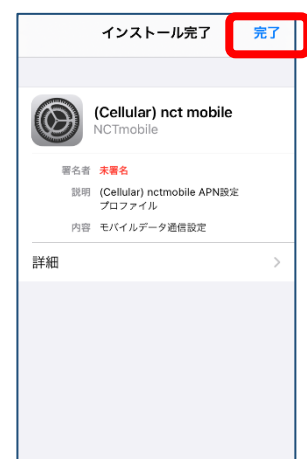 インストール完了 完了
(Cellular) nct mobile
NCTmobile
署名者 未署名
説明 (Cellular) nctmobile APN設定
プロファイル
内容 モバイルデータ通信設定
詳細